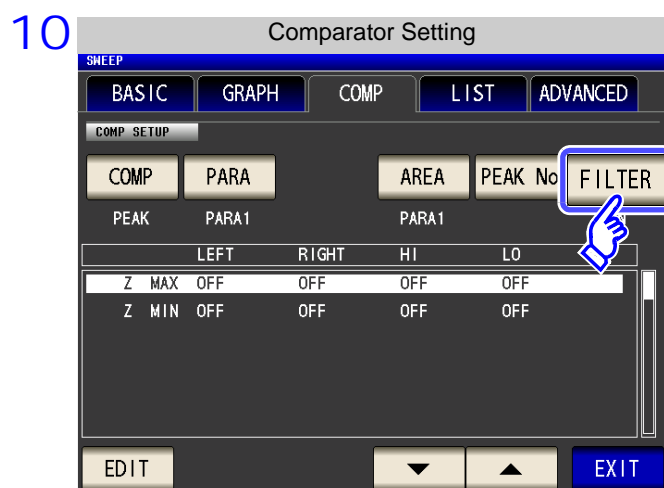 10
Comparator Setting
SWEEP
BASIC GRAPH COMP LIST ADVANCED
COMP SETUP
COMP PARA AREA PEAK No FILTER
PEAK PARA1 PARA1
LEFT RIGHT HI LO
Z MAX OFF OFF OFF OFF
Z MIN OFF OFF OFF OFF
EDIT ▼ ▲ EXIT